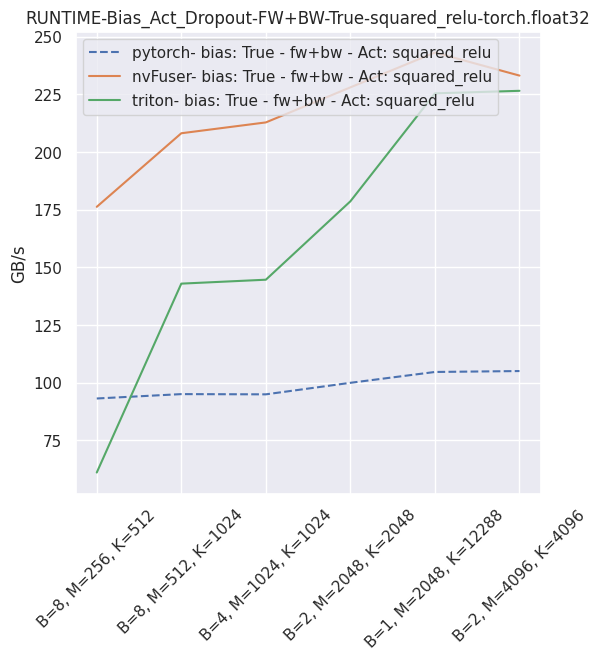 RUNTIME-Bias_Act_Dropout-FW+BW-True-squared_relu-torch.float32
pytorch- bias: True - fw+bw - Act: squared_relu
nvFuser- bias: True - fw+bw - Act: squared_relu
triton- bias: True - fw+bw - Act: squared_relu
GB/s
250
225
200
175
150
125
100
75
B=8, M=256, K=512
B=8, M=512, K=1024
B=4, M=1024, K=1024
B=2, M=2048, K=2048
B=1, M=2048, K=12288
B=2, M=4096, K=4096